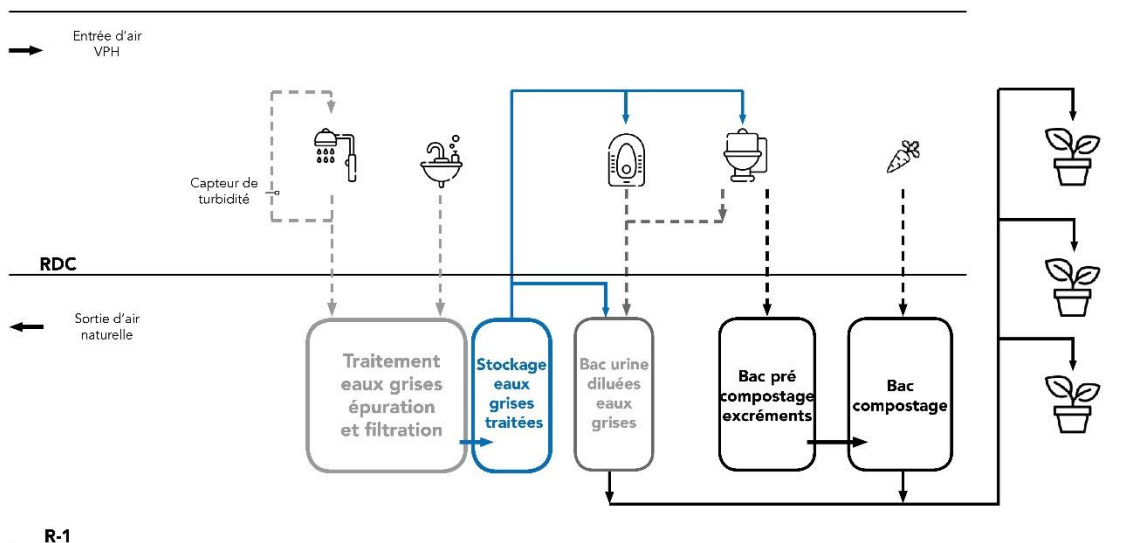 Entrée d'air
VPH
Capteur de
turbidité
RDC
Sortie d'air
naturelle
Traitement
eaux grises
épuration
et filtration
Stockage
eaux
grises
traitées
Bac urine
diluées
eaux
grises
Bac pré
compostage
excréments
Bac
compostage
R-1